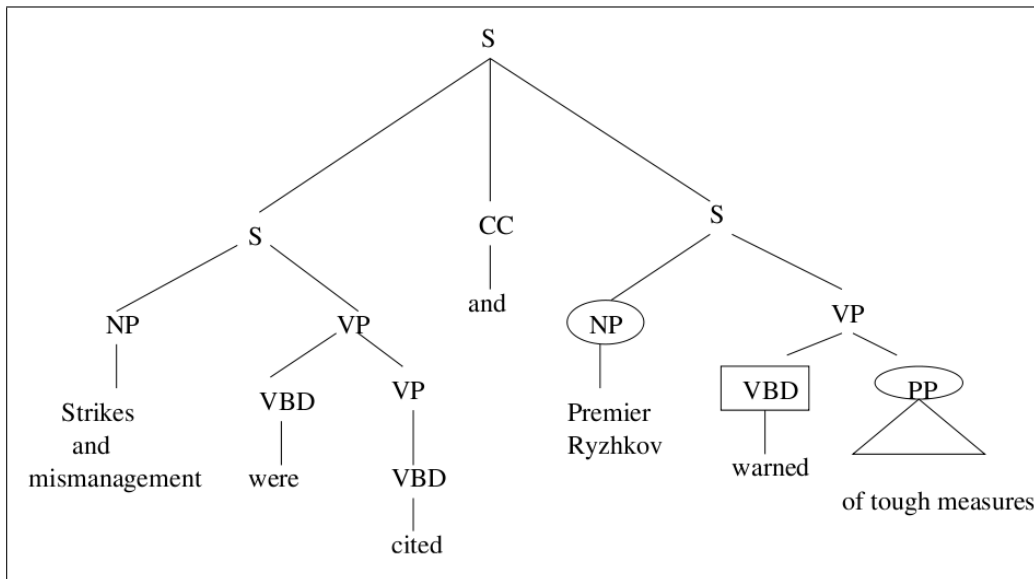 S
S
CC
S
and
NP
VP
NP
VP
VBD
VP
VBD
PP
Strikes
and
mismanagement
were
VBD
cited
Premier
Ryzhkov
warned
of tough measures